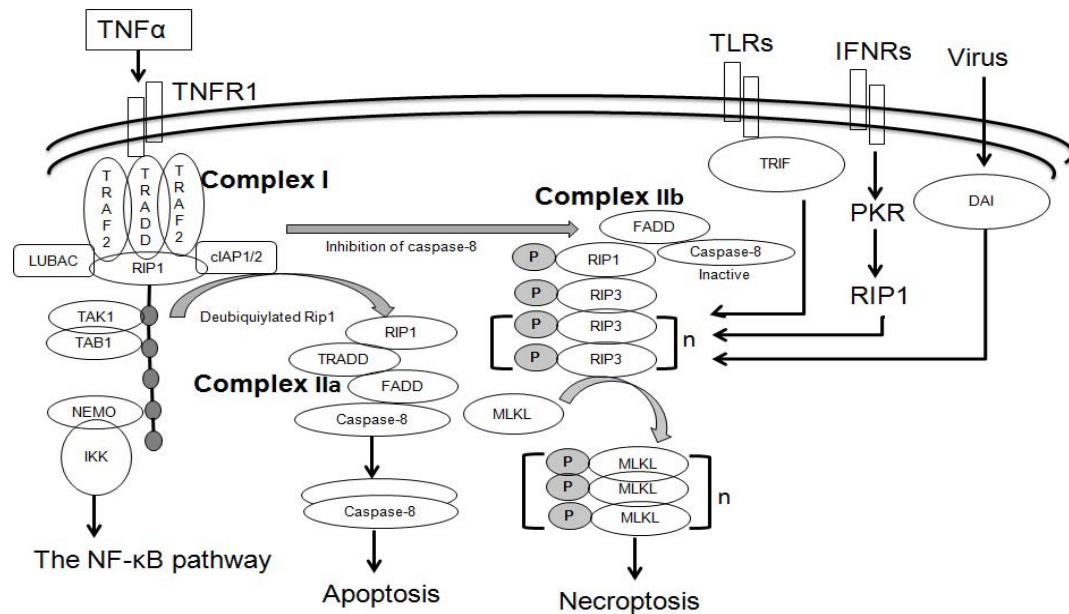 TNFα
TNFR1
TLRs
IFNRs
Virus
T R A F 2
T R A D D
T R A F 2
Complex I
LUBAC
RIP1
cIAP1/2
TAK1
TAB1
NEMO
IKK
The NF-κB pathway
Inhibition of caspase-8
Deubiquiylated Rip1
RIP1
TRADD
Complex IIa
FADD
Caspase-8
Caspase-8
Apoptosis
Complex IIb
FADD
P
RIP1
Caspase-8
Inactive
P
RIP3
P
RIP3
n
P
RIP3
MLKL
P
MLKL
P
MLKL
n
P
MLKL
Necroptosis
TRIF
PKR
RIP1
DAI